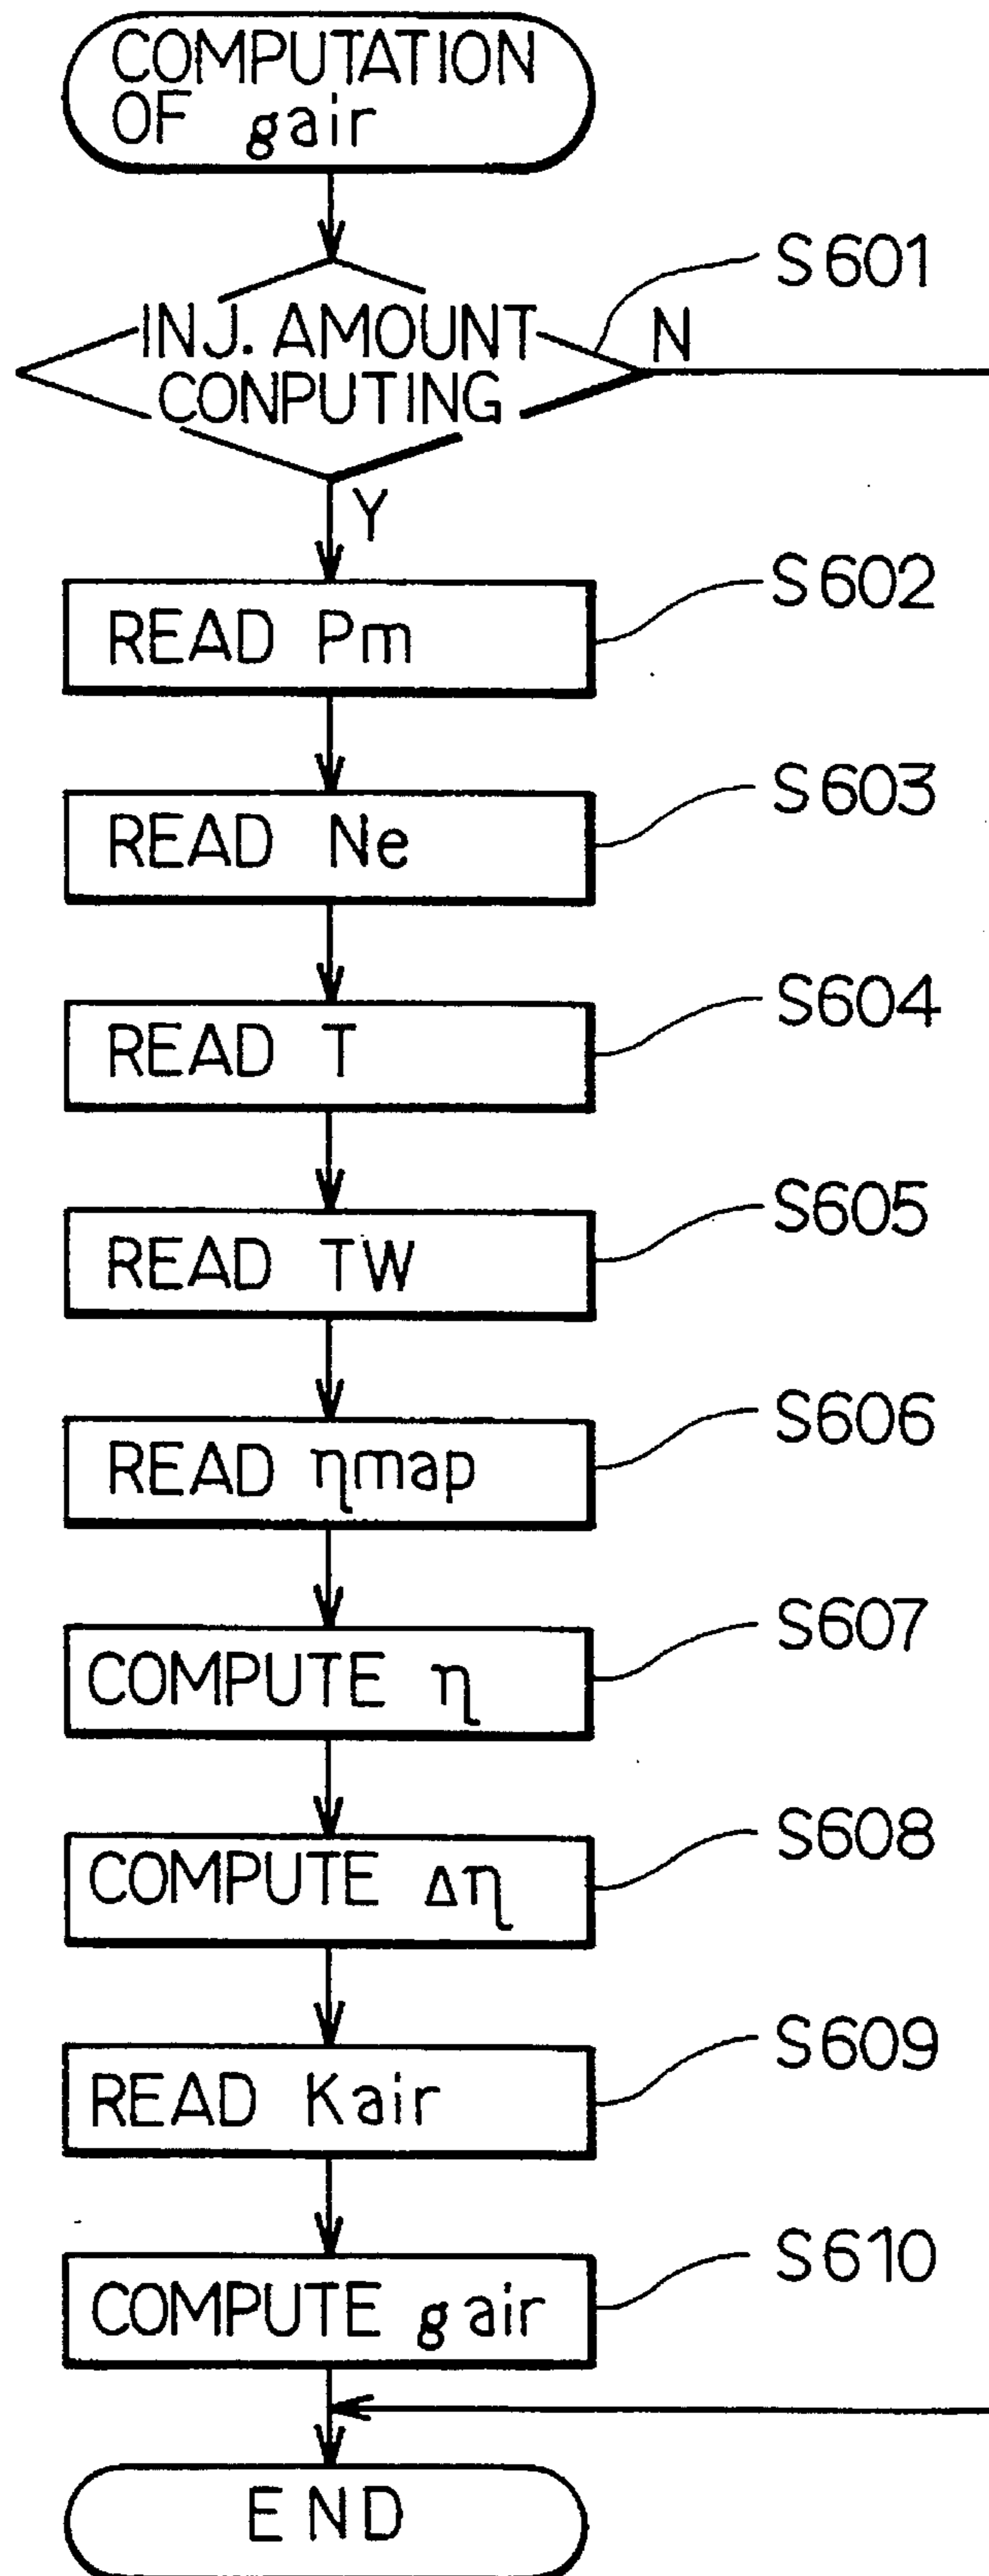 COMPUTATION
OF gair
S601
INJ. AMOUNT
N
CONPUTING
Y
S602
READ Pm
S603
READ Ne
S604
READ T
S605
READ TW
S606
READ ηmap
S607
COMPUTE η
S608
COMPUTE Δη
S609
READ Kair
S610
COMPUTE gair
END